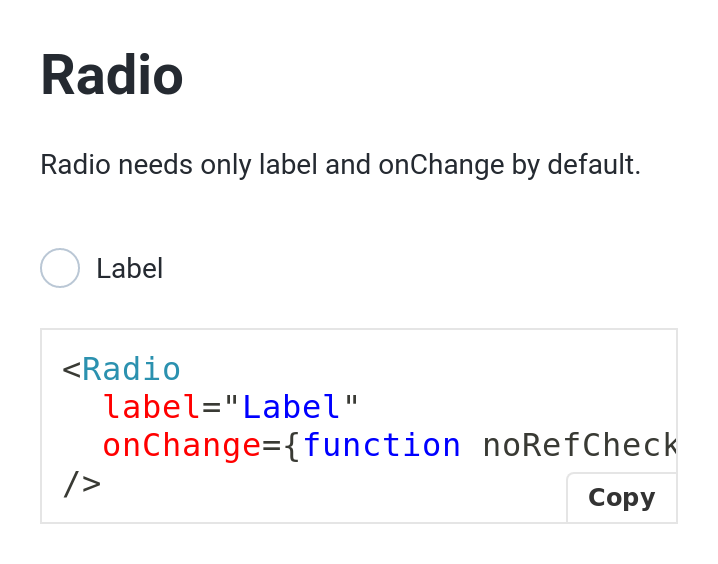 Radio
Radio needs only label and onChange by default.
Label
<Radio
  label="Label"
  onChange={function noRefCheck
/>
Copy